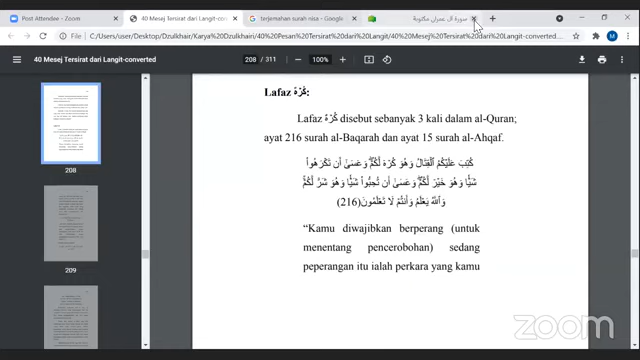 Post Attendee - Zoom
40 Mesej Tersirat dari Langit-conv
terjemahan surah nisa - Google
سورة آل عمران مكتوبة
C:/Users/user/Desktop/Dzulkhair/Karya%20Dzulkhairi/40%20Pesan%20Tersirat%20dari%20Langit/40%20Mesej%20Tersirat%20dari%20Langit-converted...
M
Update
40 Mesej Tersirat dari Langit-converted
208 / 311
100%
208
209
Lafaz كُرْهٌ:
Lafaz كُرْهٌ disebut sebanyak 3 kali dalam al-Quran;
ayat 216 surah al-Baqarah dan ayat 15 surah al-Ahqaf.
كُتِبَ عَلَيْكُمُ الْقِتَالُ وَهُوَ كُرْهٌ لَكُمْ وَعَسَىٰ أَن تَكْرَهُوا
شَيْئًا وَهُوَ خَيْرٌ لَكُمْ وَعَسَىٰ أَن تُحِبُّوا شَيْئًا وَهُوَ شَرٌّ لَكُمْ
وَاللَّهُ يَعْلَمُ وَأَنتُمْ لَا تَعْلَمُونَ(216)
“Kamu diwajibkan berperang (untuk
menentang pencerobohan) sedang
peperangan itu ialah perkara yang kamu
zoom